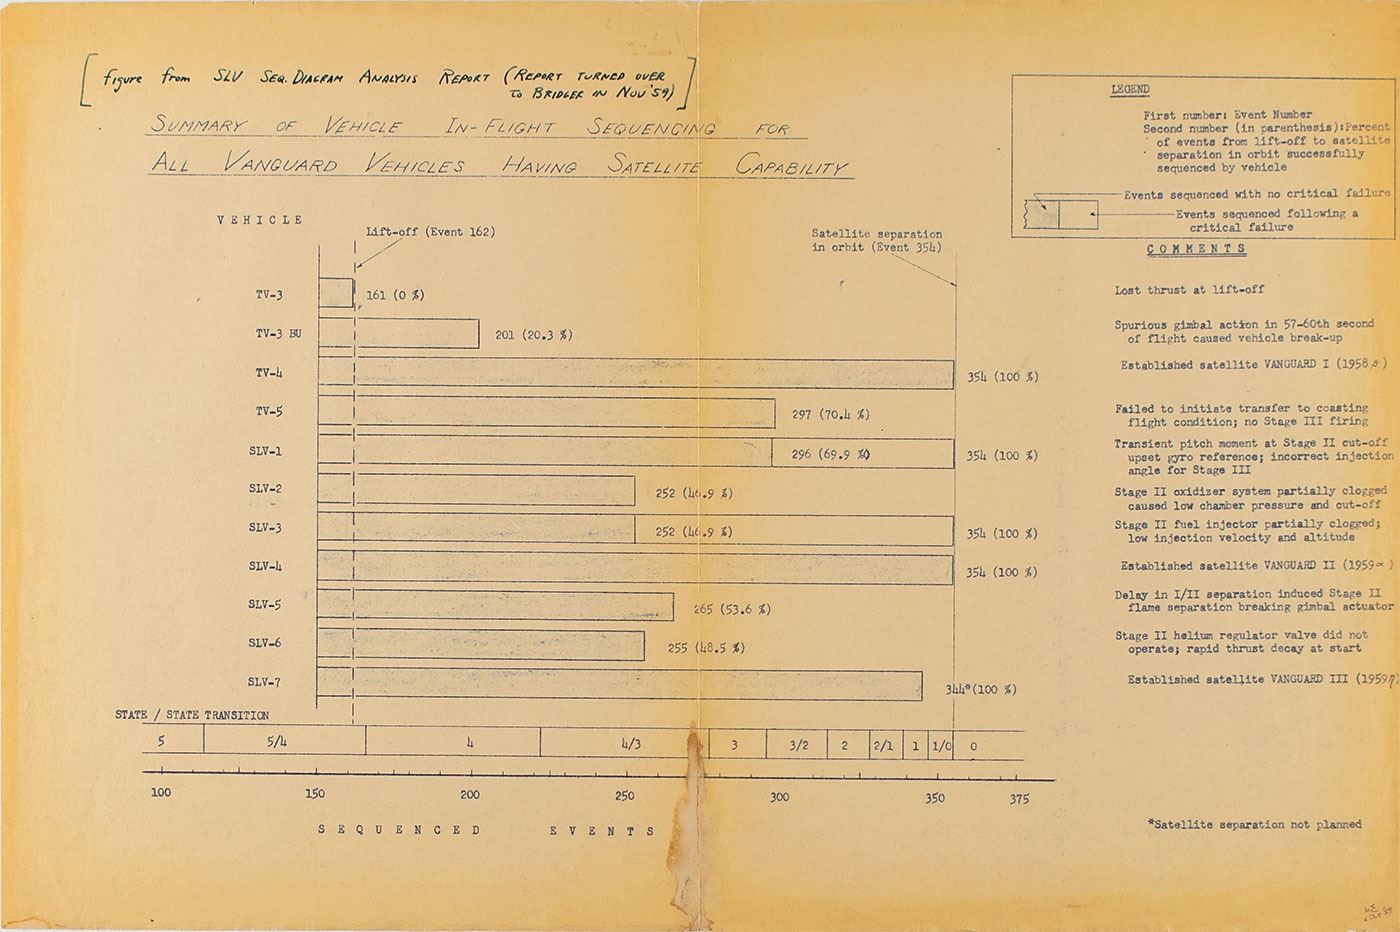 [figure from SLV SEQ. DIAGRAM ANALYSIS REPORT (REPORT TURNED OVER
TO BRIDGER IN NOV '59)]
SUMMARY OF VEHICLE IN-FLIGHT SEQUENCING FOR
ALL VANGUARD VEHICLES HAVING SATELLITE CAPABILITY
LEGEND
First number: Event Number
Second number (in parenthesis):Percent
of events from lift-off to satellite
separation in orbit successfully
sequenced by vehicle
Events sequenced with no critical failure
Events sequenced following a
critical failure
VEHICLE
Lift-off (Event 162)
Satellite separation
in orbit (Event 354)
COMMENTS
TV-3 161 (0 %) Lost thrust at lift-off
TV-3 BU 201 (20.3 %) Spurious gimbal action in 57-60th second
of flight caused vehicle break-up
TV-4 354 (100 %) Established satellite VANGUARD I (1958 β)
TV-5 297 (70.4 %) Failed to initiate transfer to coasting
flight condition; no Stage III firing
SLV-1 296 (69.9 %) 354 (100 %) Transient pitch moment at Stage II cut-off
upset gyro reference; incorrect injection
angle for Stage III
SLV-2 252 (46.9 %) Stage II oxidizer system partially clogged
caused low chamber pressure and cut-off
SLV-3 252 (46.9 %) 354 (100 %) Stage II fuel injector partially clogged;
low injection velocity and altitude
SLV-4 354 (100 %) Established satellite VANGUARD II (1959 ∝ )
SLV-5 265 (53.6 %) Delay in I/II separation induced Stage II
flame separation breaking gimbal actuator
SLV-6 255 (48.5 %) Stage II helium regulator valve did not
operate; rapid thrust decay at start
SLV-7 344*(100 %) Established satellite VANGUARD III (1959 η)
STATE / STATE TRANSITION
5 5/4 4 4/3 3 3/2 2 2/1 1 1/0 0
100 150 200 250 300 350 375
SEQUENCED EVENTS
*Satellite separation not planned